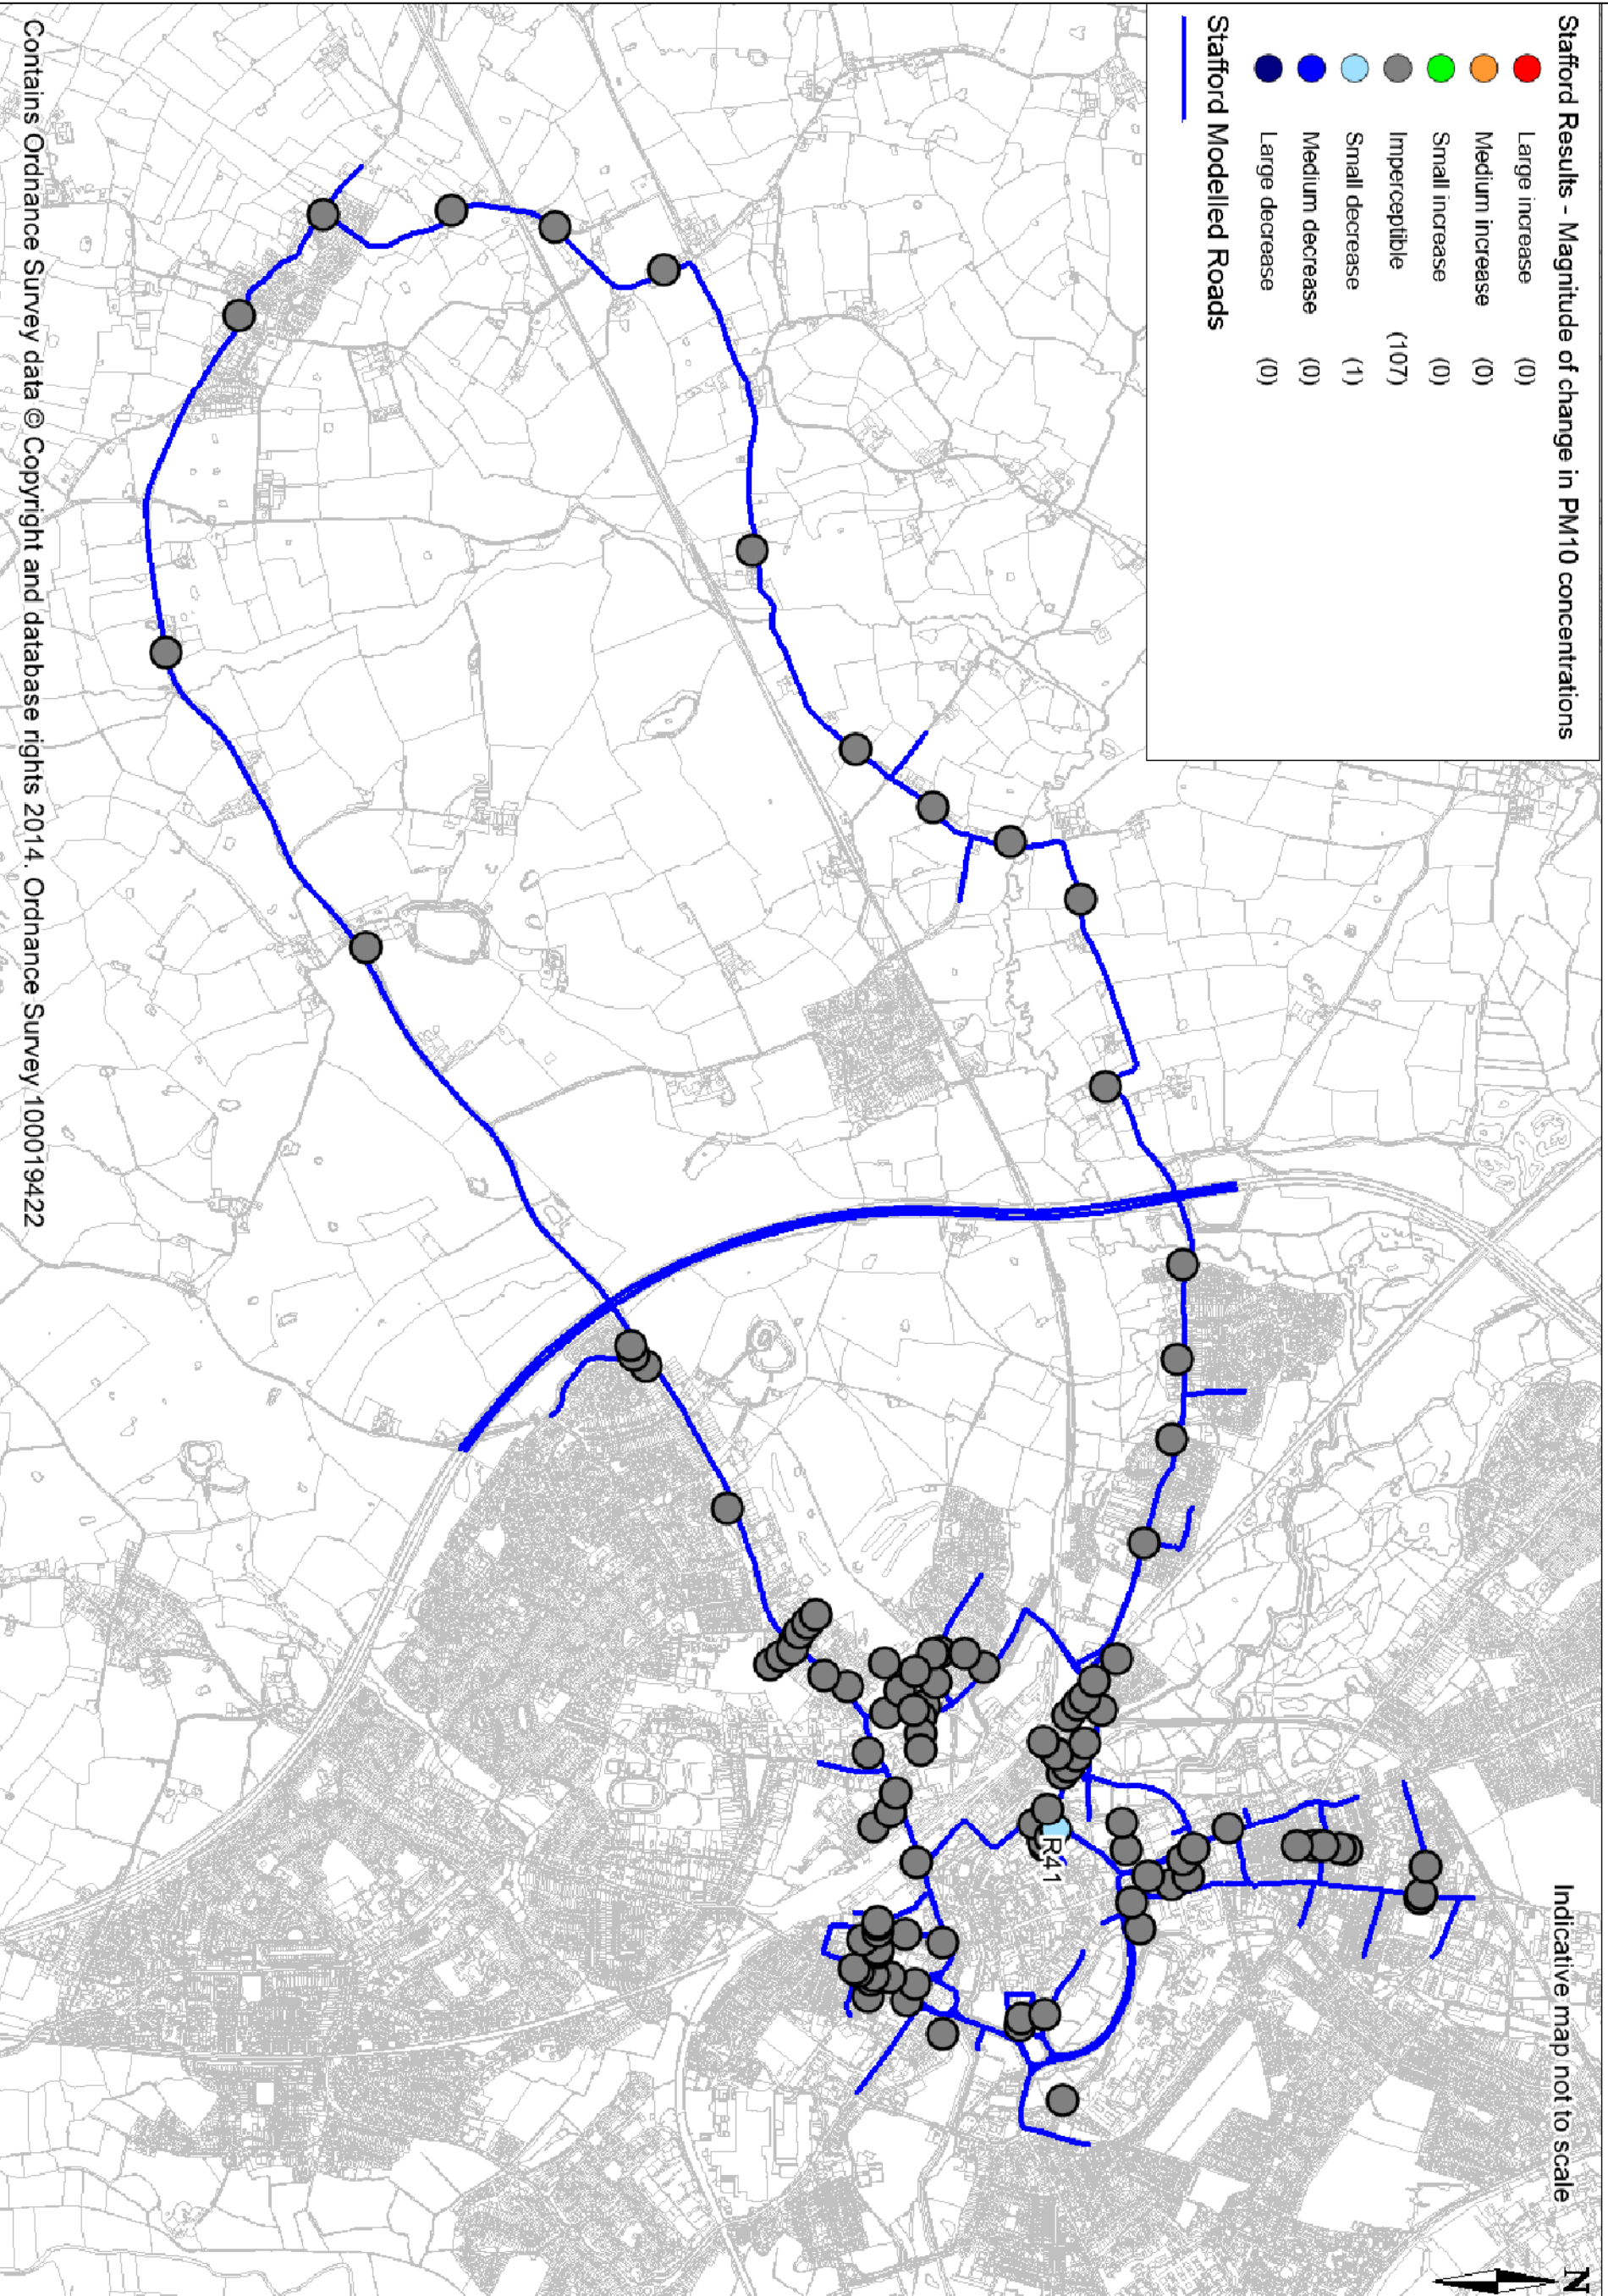 Stafford Results - Magnitude of change in PM10 concentrations
Large increase (0)
Medium increase (0)
Small increase (0)
Imperceptible (107)
Small decrease (1)
Medium decrease (0)
Large decrease (0)
Stafford Modelled Roads
Indicative map not to scale
N
R41
Contains Ordnance Survey data © Copyright and database rights 2014. Ordnance Survey 100019422